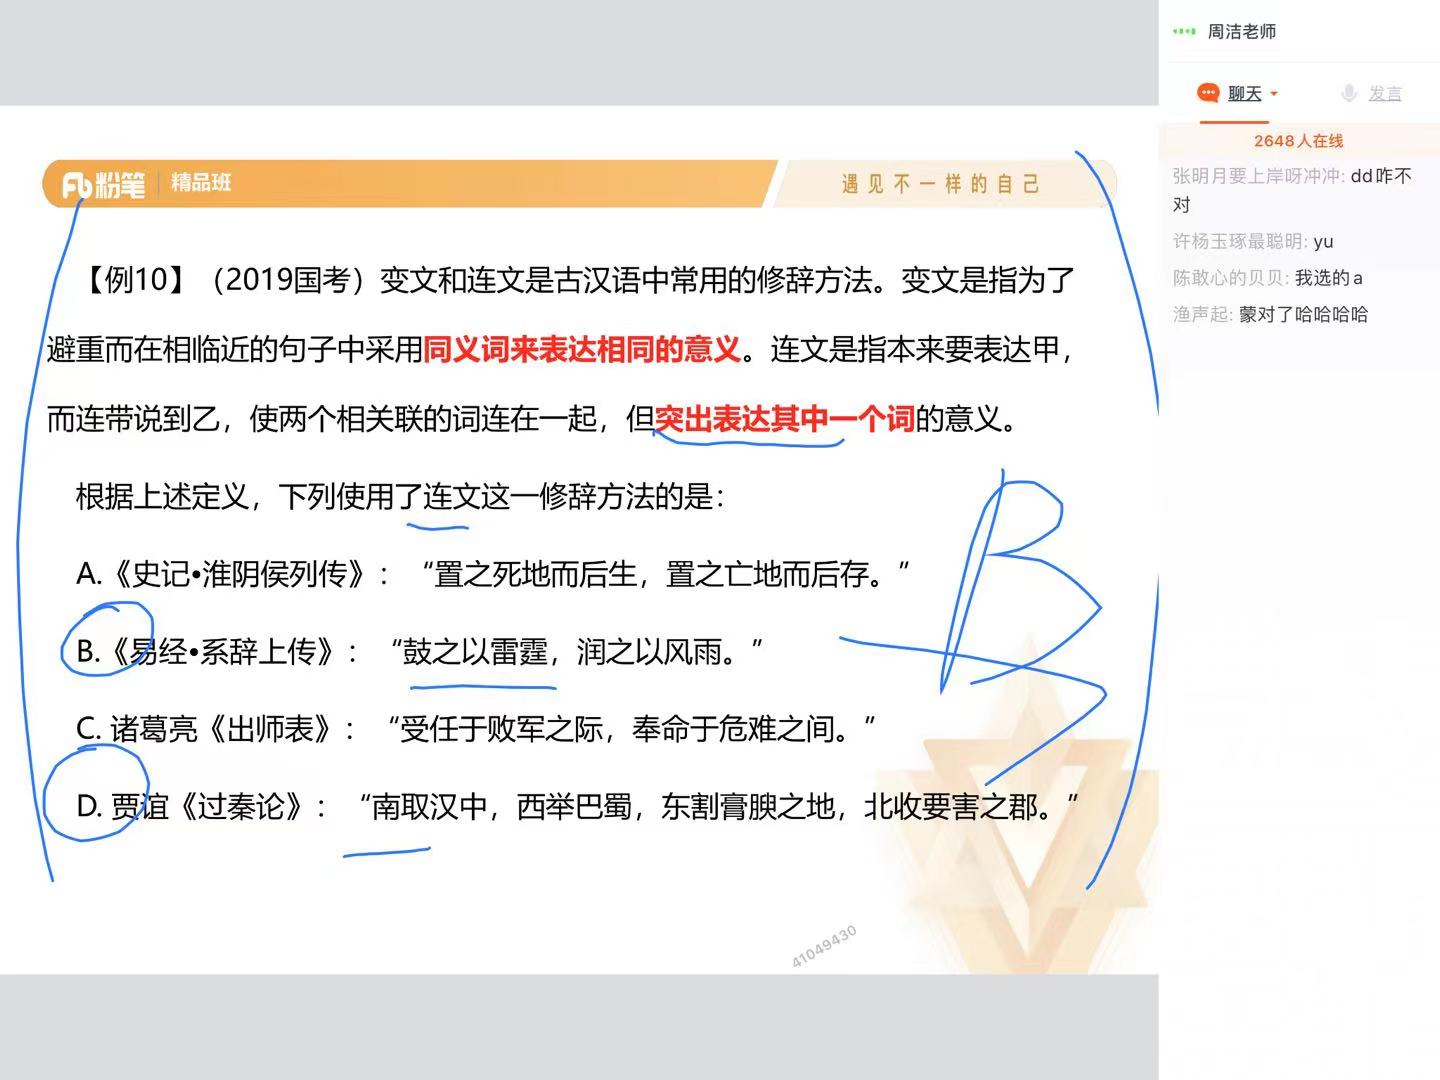 周洁老师
聊天
发言
2648人在线
张明月要上岸呀冲冲: dd咋不
对
许杨玉琢最聪明: yu
陈敢心的贝贝: 我选的a
渔声起: 蒙对了哈哈哈哈
粉笔 精品班
遇见不一样的自己
【例10】（2019国考）变文和连文是古汉语中常用的修辞方法。变文是指为了
避重而在相临近的句子中采用同义词来表达相同的意义。连文是指本来要表达甲，
而连带说到乙，使两个相关联的词连在一起，但突出表达其中一个词的意义。
根据上述定义，下列使用了连文这一修辞方法的是：
A.《史记•淮阴侯列传》：“置之死地而后生，置之亡地而后存。”
B.《易经•系辞上传》：“鼓之以雷霆，润之以风雨。”
C. 诸葛亮《出师表》：“受任于败军之际，奉命于危难之间。”
D. 贾谊《过秦论》：“南取汉中，西举巴蜀，东割膏腴之地，北收要害之郡。”
B
41049430